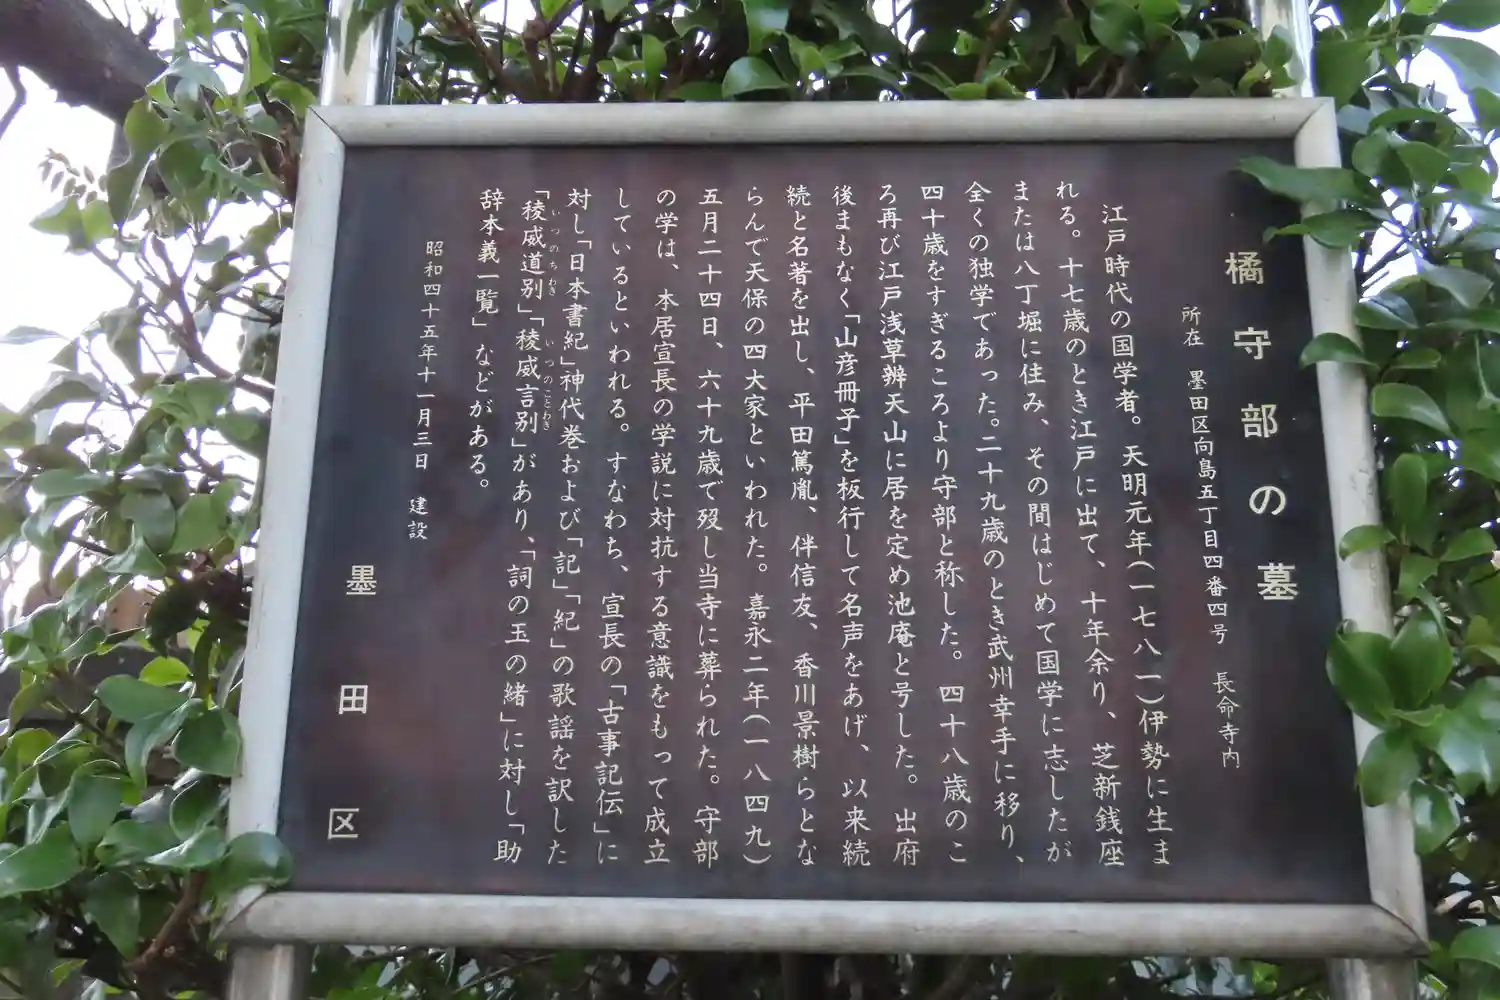 橘守部の墓
所在 墨田区向島五丁目四番四号 長命寺内
江戸時代の国学者。天明元年(一七八一)伊勢に生ま
れる。十七歳のとき江戸に出て、十年余り、芝新銭座
または八丁堀に住み、その間はじめて国学に志したが
全くの独学であった。二十九歳のとき武州幸手に移り、
四十歳をすぎるころより守部と称した。四十八歳のこ
ろ再び江戸浅草辨天山に居を定め池庵と号した。出府
後まもなく「山彦冊子」を板行して名声をあげ、以来続
続と名著を出し、平田篤胤、伴信友、香川景樹らとな
らんで天保の四大家といわれた。嘉永二年(一八四九)
五月二十四日、六十九歳で歿し当寺に葬られた。守部
の学は、本居宣長の学説に対抗する意識をもって成立
しているといわれる。すなわち、宣長の「古事記伝」に
対し「日本書紀」神代巻および「記」「紀」の歌謡を訳した
いつのちわき いつのことわき
「稜威道別」「稜威言別」があり、「詞の玉の緒」に対し「助
辞本義一覧」などがある。
昭和四十五年十一月三日 建設
墨田区